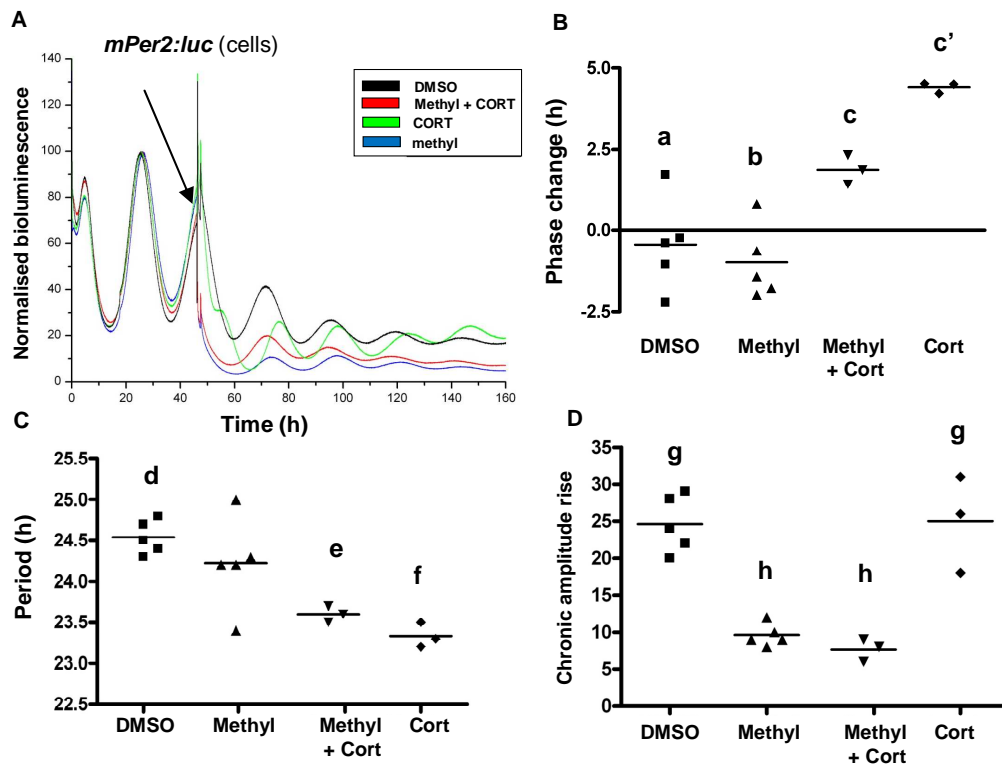 A
mPer2:luc (cells)
Normalised bioluminescence
140
120
100
80
60
40
20
0
DMSO
Methyl + CORT
CORT
methyl
0 20 40 60 80 100 120 140 160
Time (h)
B
Phase change (h)
5.0
2.5
0.0
-2.5
a
b
c
c’
DMSO
Methyl
Methyl
+ Cort
Cort
C
Period (h)
25.5
25.0
24.5
24.0
23.5
23.0
22.5
d
e
f
DMSO
Methyl
Methyl
+ Cort
Cort
D
Chronic amplitude rise
35
30
25
20
15
10
5
0
g
h
h
g
DMSO
Methyl
Methyl
+ Cort
Cort